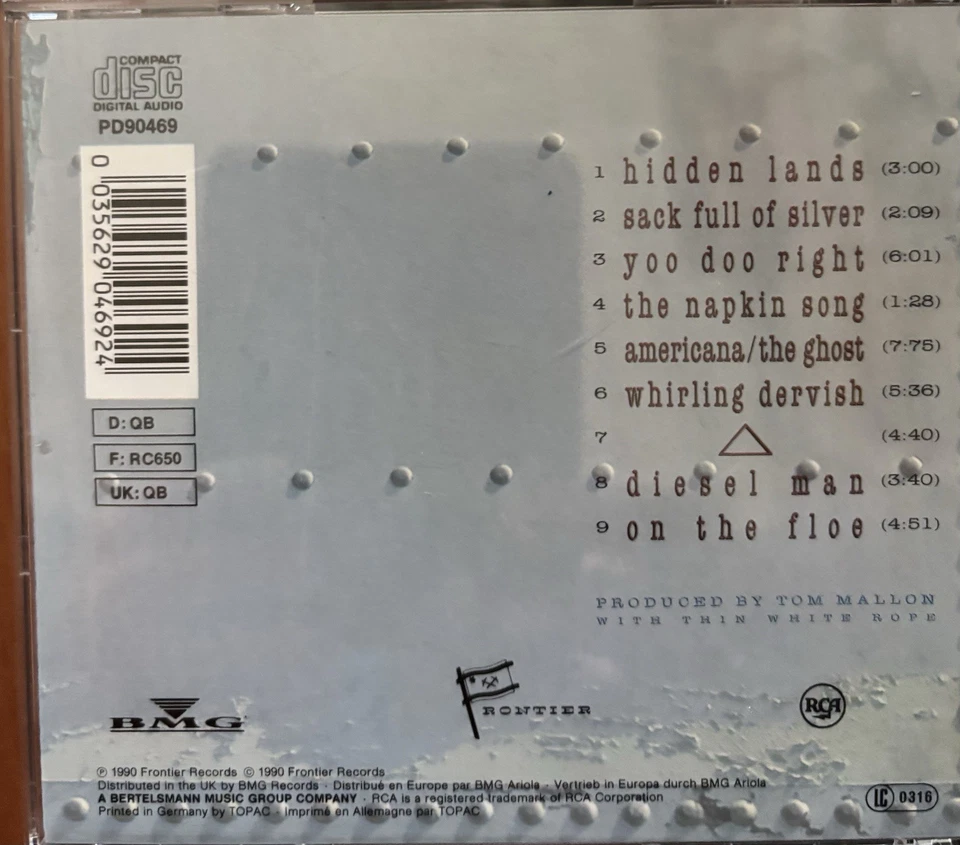 COMPACT
disc
DIGITAL AUDIO
PD90469
0 035629 046924
D: QB
F: RC650
UK: QB
1 hidden lands (3:00)
2 sack full of silver (2:09)
3 yoo doo right (6:01)
4 the napkin song (1:28)
5 americana/the ghost (7:75)
6 whirling dervish (5:36)
7 △ (4:40)
8 diesel man (3:40)
9 on the floe (4:51)
PRODUCED BY TOM MALLON
WITH THIN WHITE ROPE
BMG
FRONTIER
RCA
℗ 1990 Frontier Records © 1990 Frontier Records
Distributed in the UK by BMG Records · Distribué en Europe par BMG Ariola · Vertrieb in Europa durch BMG Ariola
A BERTELSMANN MUSIC GROUP COMPANY · RCA is a registered trademark of RCA Corporation
Printed in Germany by TOPAC · Imprimé en Allemagne par TOPAC
LC 0316